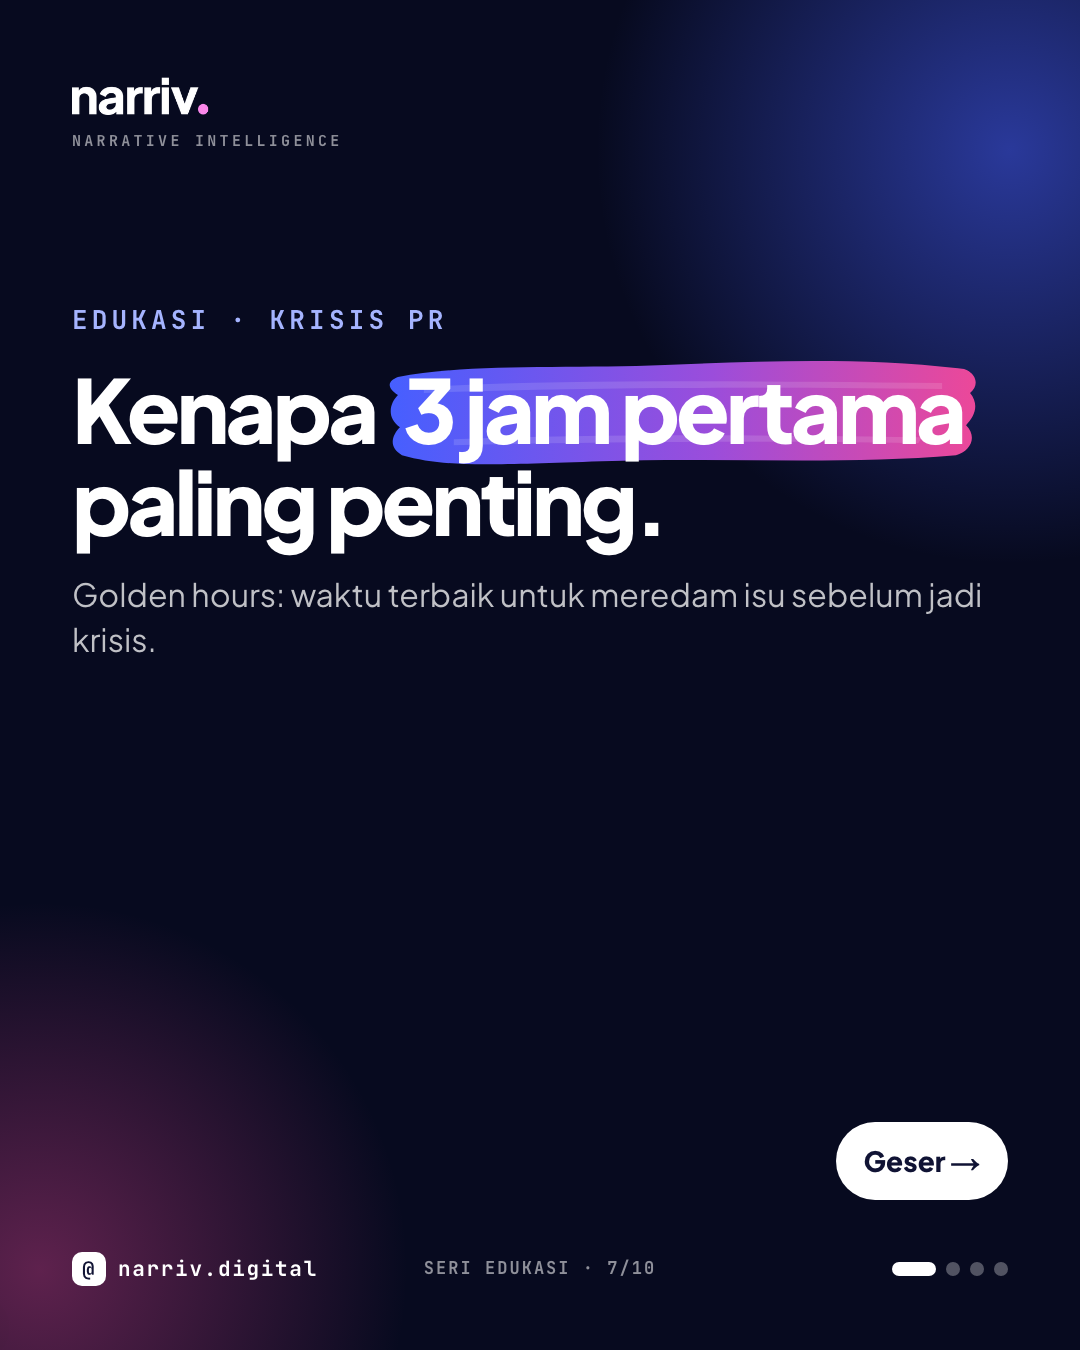 narriv.
NARRATIVE INTELLIGENCE
EDUKASI · KRISIS PR
Kenapa 3 jam pertama
paling penting.
Golden hours: waktu terbaik untuk meredam isu sebelum jadi
krisis.
Geser →
@ narriv.digital
SERI EDUKASI · 7/10